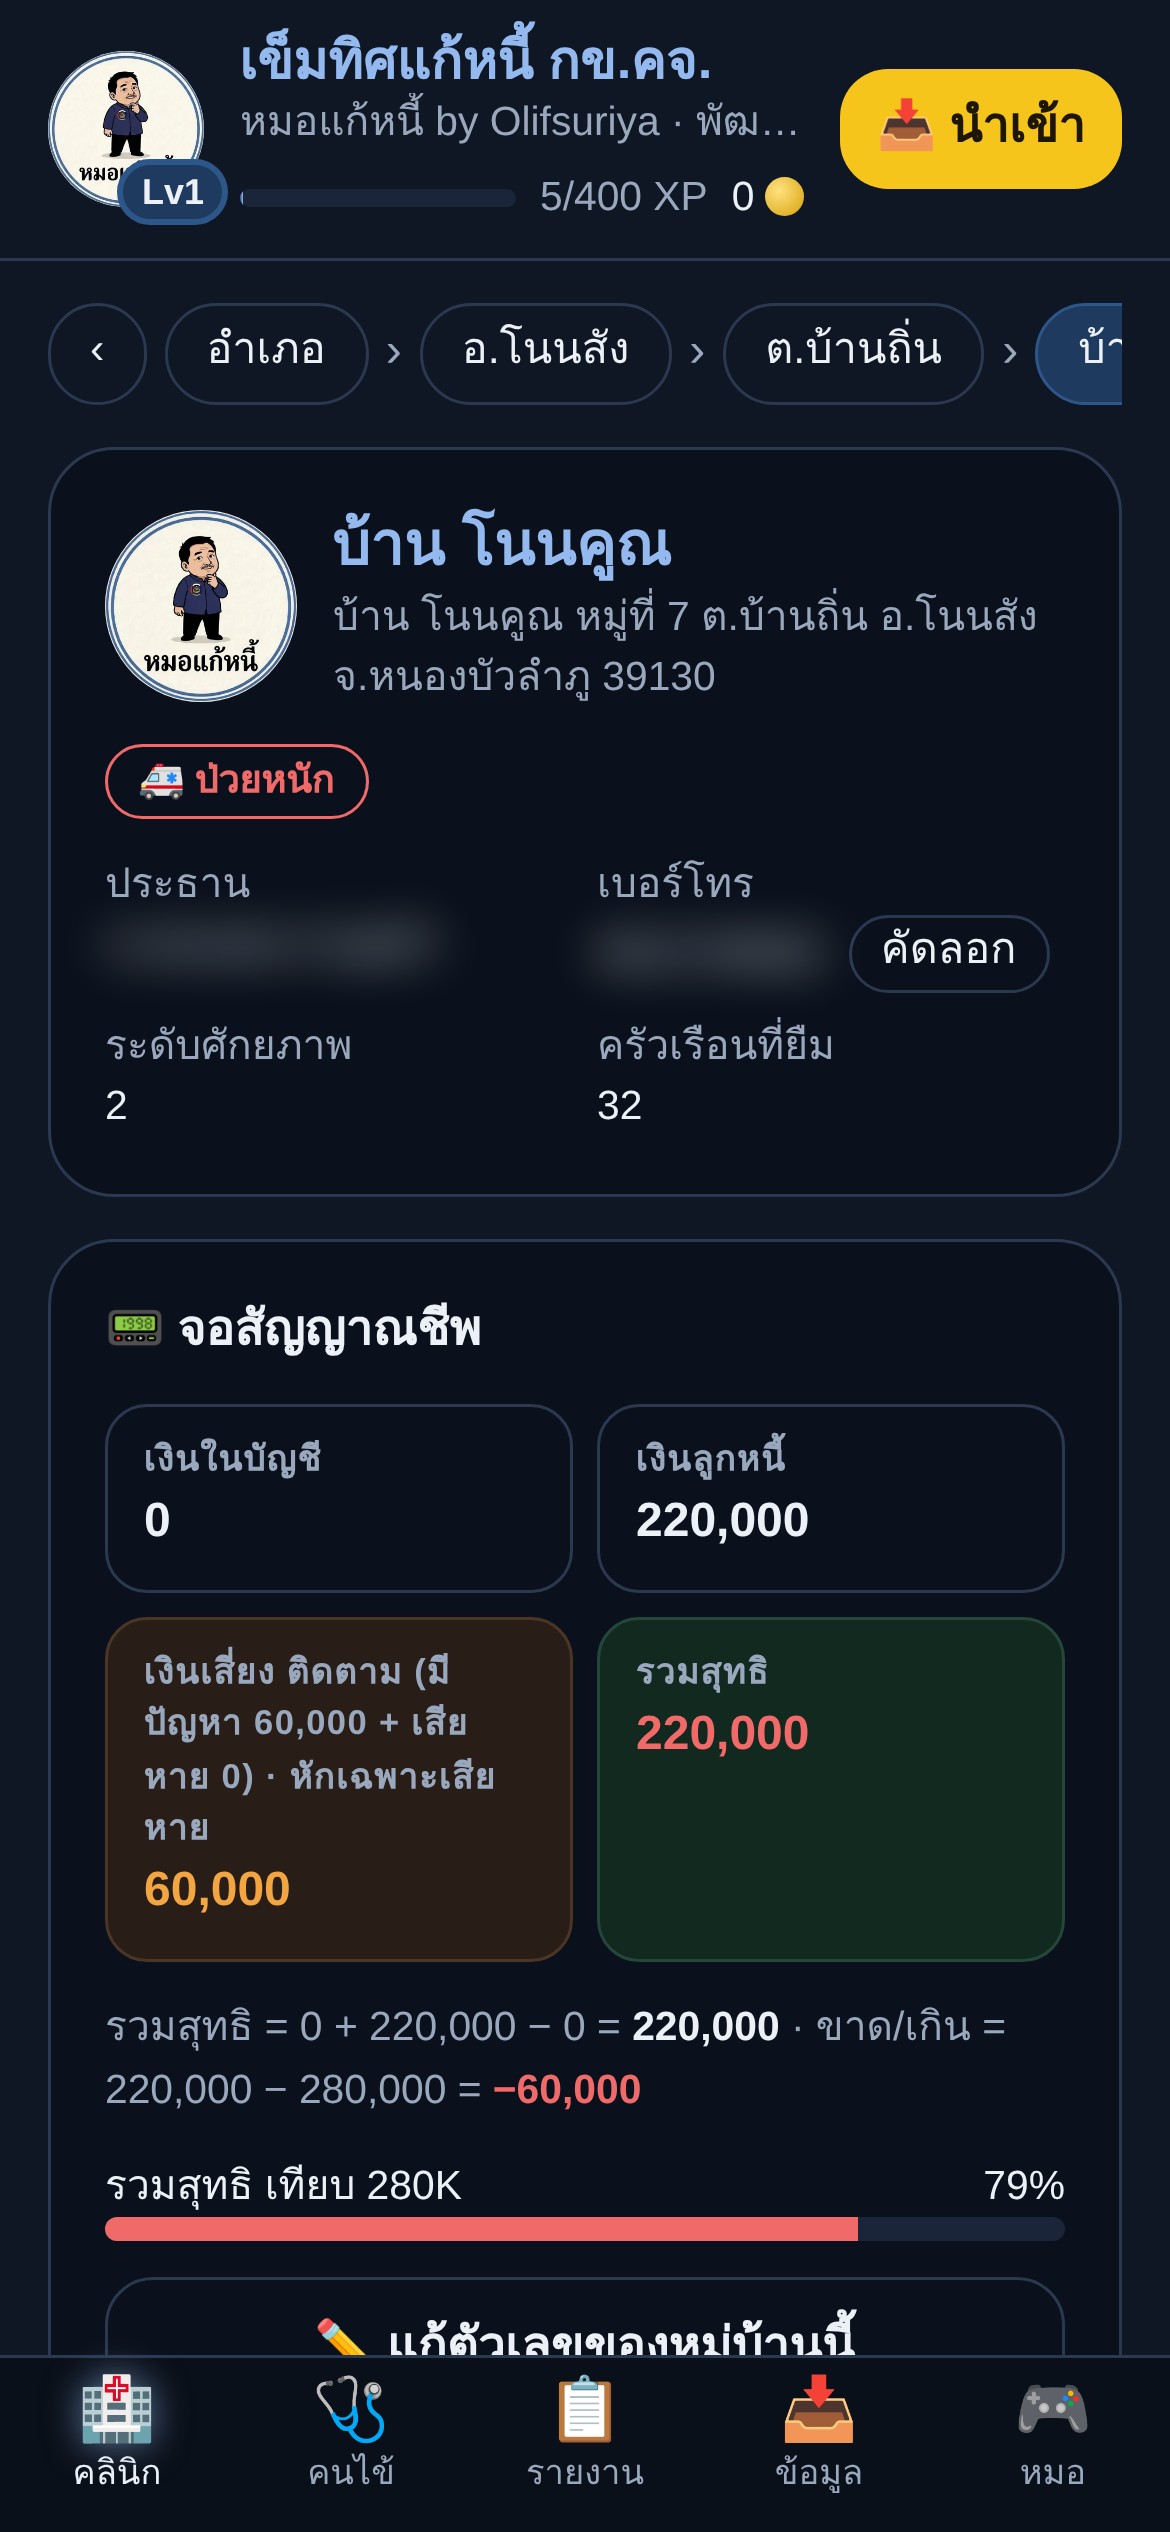 เข็มทิศแก้หนี้ กข.คจ.
หมอแก้หนี้ by Olifsuriya · พัฒ…
Lv1
5/400 XP 0
📥 นำเข้า
‹ อำเภอ › อ.โนนสัง › ต.บ้านถิ่น ›
หมอแก้หนี้
บ้าน โนนคูณ
บ้าน โนนคูณ หมู่ที่ 7 ต.บ้านถิ่น อ.โนนสัง
จ.หนองบัวลำภู 39130
🚑 ป่วยหนัก
ประธาน
เบอร์โทร
คัดลอก
ระดับศักยภาพ
2
ครัวเรือนที่ยืม
32
📟 จอสัญญาณชีพ
เงินในบัญชี
0
เงินลูกหนี้
220,000
เงินเสี่ยง ติดตาม (มี
ปัญหา 60,000 + เสีย
หาย 0) · หักเฉพาะเสีย
หาย
60,000
รวมสุทธิ
220,000
รวมสุทธิ = 0 + 220,000 − 0 = 220,000 · ขาด/เกิน =
220,000 − 280,000 = −60,000
รวมสุทธิ เทียบ 280K 79%
✏️ แก้ตัวเลขของหมู่บ้านนี้
คลินิก
คนไข้
รายงาน
ข้อมูล
หมอ